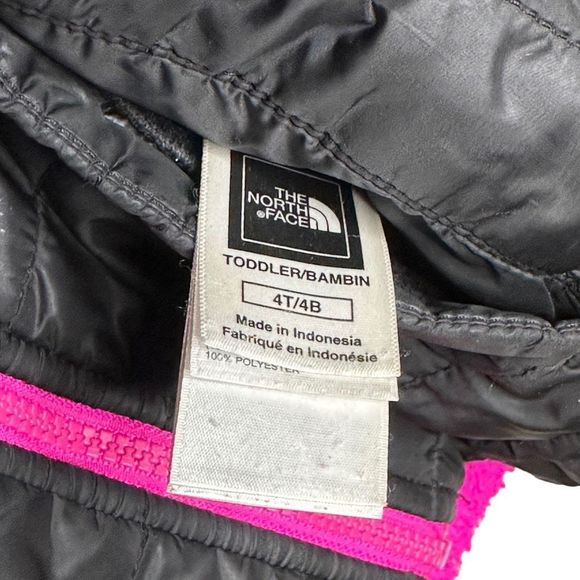 THE
NORTH
®FACE
TODDLER/BAMBIN
4T/4B
Made in Indonesia
Fabriqué en Indonésie
100% POLYESTER